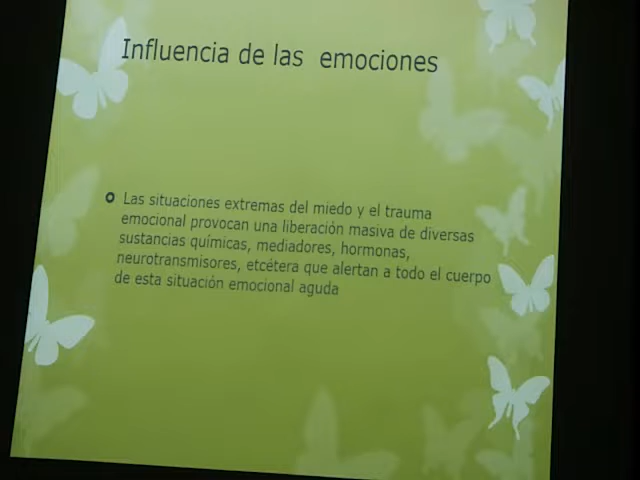 Influencia de las emociones
Las situaciones extremas del miedo y el trauma
emocional provocan una liberación masiva de diversas
sustancias químicas, mediadores, hormonas,
neurotransmisores, etcétera que alertan a todo el cuerpo
de esta situación emocional aguda